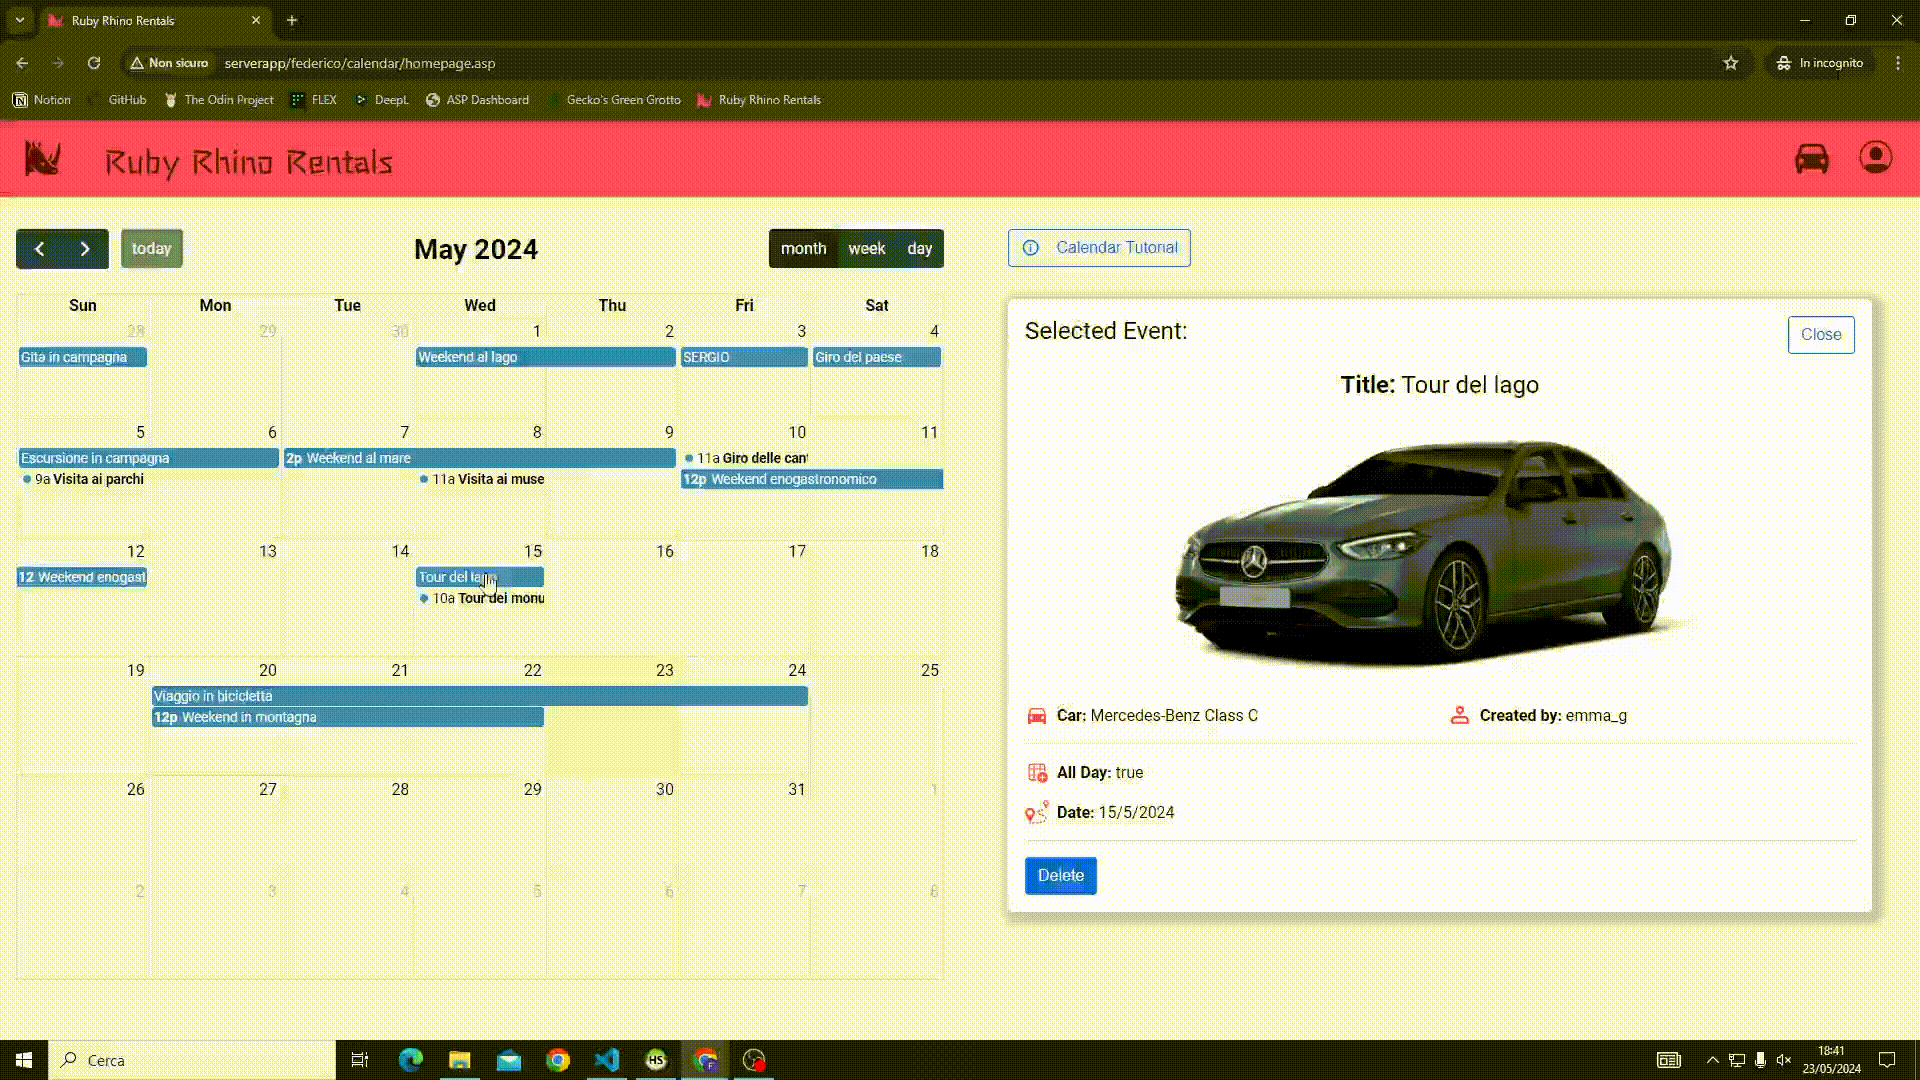 Ruby Rhino Rentals
Non sicuro
serverapp/federico/calendar/homepage.asp
In incognito
Notion
GitHub
The Odin Project
FLEX
DeepL
ASP Dashboard
Gecko's Green Grotto
Ruby Rhino Rentals
Ruby Rhino Rentals
today
May 2024
month week day
Calendar Tutorial
Sun Mon Tue Wed Thu Fri Sat
28 29 30 1 2 3 4
Gita in campagna
Weekend al lago
SERGIO
Giro del paese
5 6 7 8 9 10 11
Escursione in campagna
2p Weekend al mare
11a Giro delle cant
9a Visita ai parchi
11a Visita ai muse
12p Weekend enogastronomico
12 13 14 15 16 17 18
12 Weekend enogast
Tour del
10a Tour dei monu
19 20 21 22 23 24 25
Viaggio in bicicletta
12p Weekend in montagna
26 27 28 29 30 31 1
2 3 4 5 6 7 8
Selected Event:
Close
Title: Tour del lago
Car: Mercedes-Benz Class C
Created by: emma_g
All Day: true
Date: 15/5/2024
Delete
Cerca
HS
18:41
23/05/2024